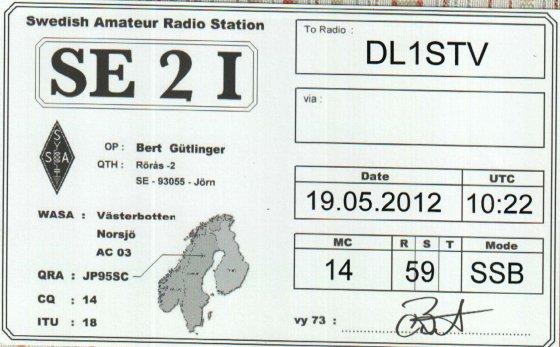 Swedish Amateur Radio Station
SE 2 I
SSA
OP : Bert Gütlinger
QTH : Rörås -2
SE - 93055 - Jörn
WASA : Västerbotten
Norsjö
AC 03
QRA : JP95SC
CQ : 14
ITU : 18
To Radio :
DL1STV
via :
Date UTC
19.05.2012 10:22
MC R S T Mode
14 59 SSB
vy 73 :